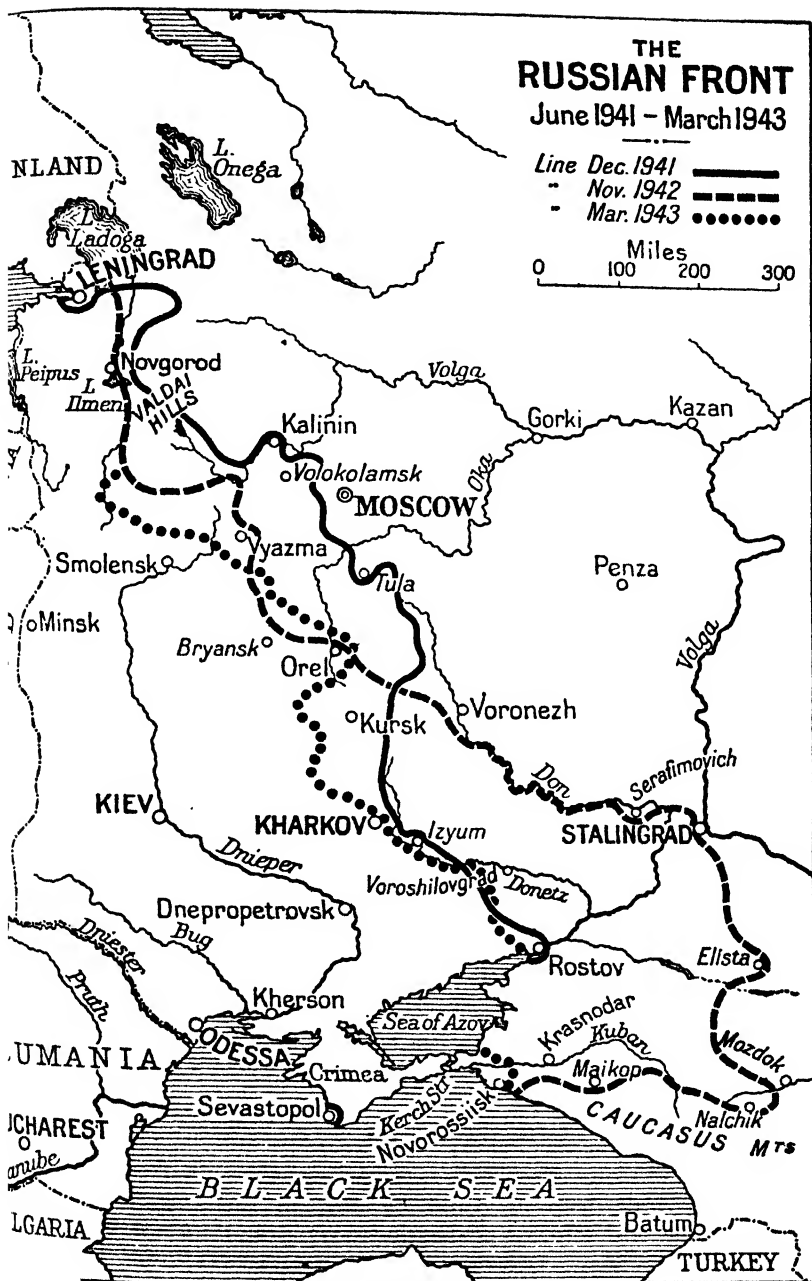 THE
RUSSIAN FRONT
June 1941 – March 1943
Line Dec. 1941
" Nov. 1942
" Mar. 1943
Miles
0 100 200 300
NLAND
L. Onega
L. Ladoga
LENINGRAD
L. Peipus
Novgorod
L Ilmen
VALDAI HILLS
Volga
Kalinin
Gorki
Kazan
Volokolamsk
Oka
MOSCOW
Vyazma
Smolensk
Tula
Penza
Minsk
Bryansk
Orel
Volga
Kursk
Voronezh
Don
Serafimovich
KIEV
KHARKOV
Izyum
STALINGRAD
Dnieper
Voroshilovgrad
Donetz
Dnepropetrovsk
Dniester
Bug
Rostov
Elista
Pruth
Kherson
Sea of Azov
Krasnodar
Kuban
ODESSA
UMANIA
Crimea
Maikop
Mozdok
Kerch Str
Novorossiisk
Sevastopol
Nalchik
CAUCASUS MTS
UCHAREST
anube
BLACK SEA
LGARIA
Batum
TURKEY